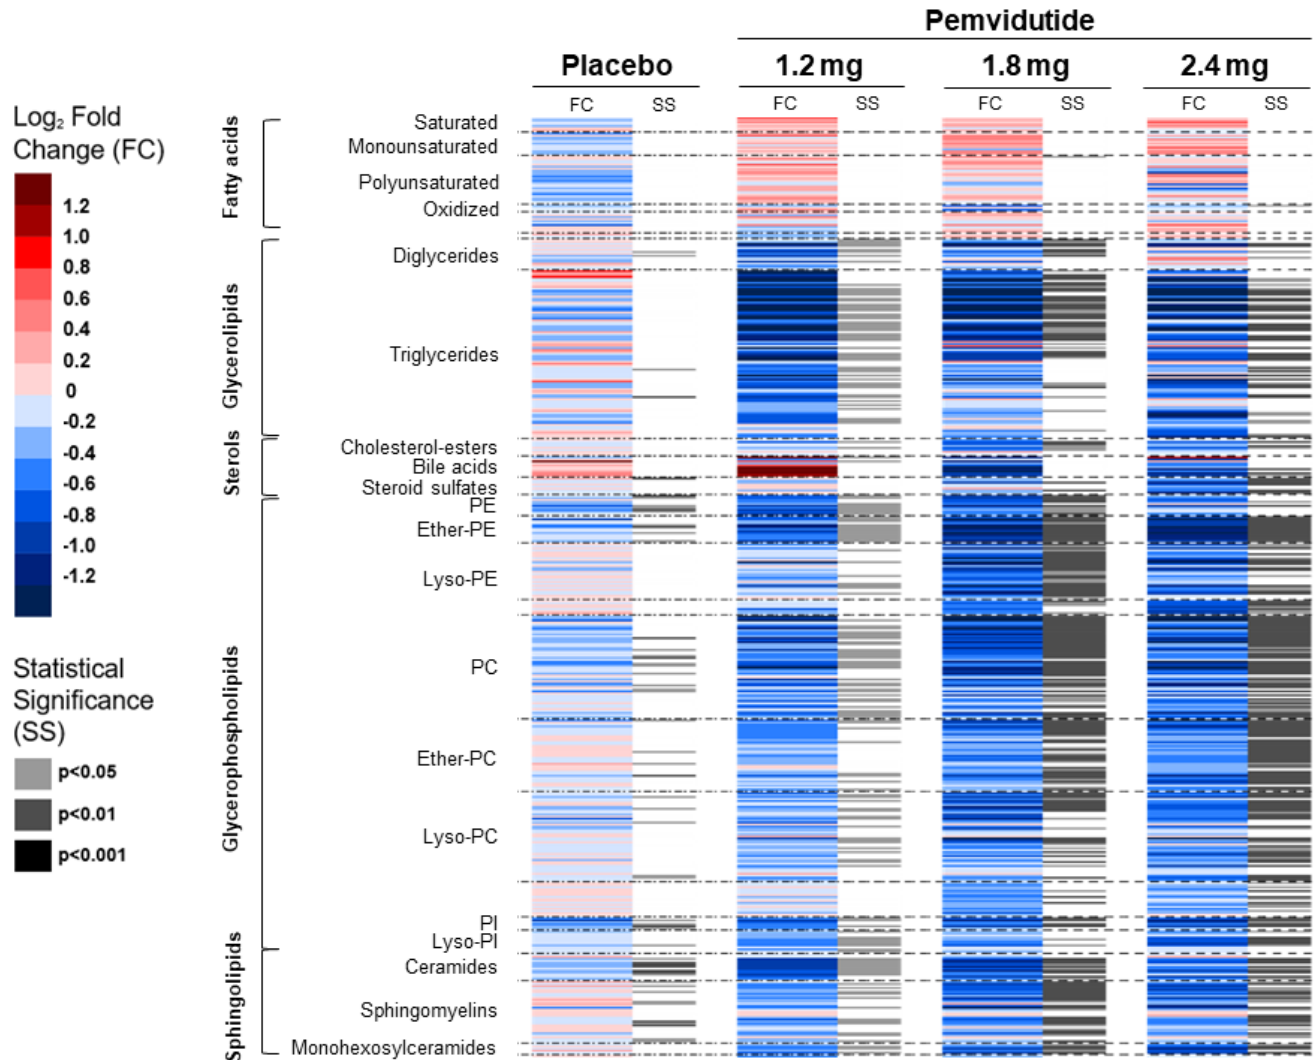 Pemvidutide
Placebo
1.2 mg
1.8 mg
2.4 mg
FC
SS
FC
SS
FC
SS
FC
SS
Log₂ Fold
Change (FC)
1.2
1.0
0.8
0.6
0.4
0.2
0
-0.2
-0.4
-0.6
-0.8
-1.0
-1.2
Statistical
Significance
(SS)
p<0.05
p<0.01
p<0.001
Fatty acids
Saturated
Monounsaturated
Polyunsaturated
Oxidized
Glycerolipids
Diglycerides
Triglycerides
Sterols
Cholesterol-esters
Bile acids
Steroid sulfates
Glycerophospholipids
PE
Ether-PE
Lyso-PE
PC
Ether-PC
Lyso-PC
PI
Lyso-PI
Sphingolipids
Ceramides
Sphingomyelins
Monohexosylceramides